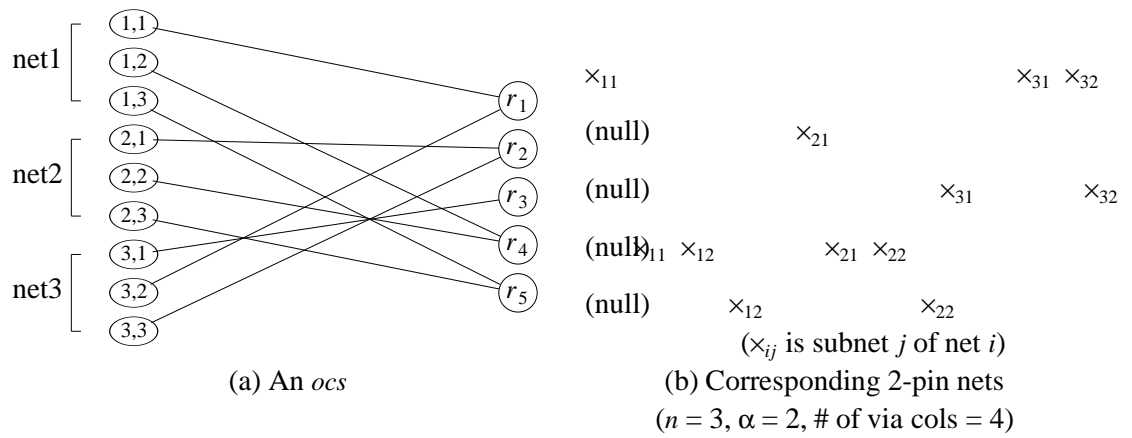 net1
1,1
1,2
1,3
net2
2,1
2,2
2,3
net3
3,1
3,2
3,3
r1
r2
r3
r4
r5
(a) An ocs
×11 ×31 ×32
(null) ×21
(null) ×31 ×32
(null) ×11 ×12 ×21 ×22
(null) ×12 ×22
(×ij is subnet j of net i)
(b) Corresponding 2-pin nets
(n = 3, α = 2, # of via cols = 4)